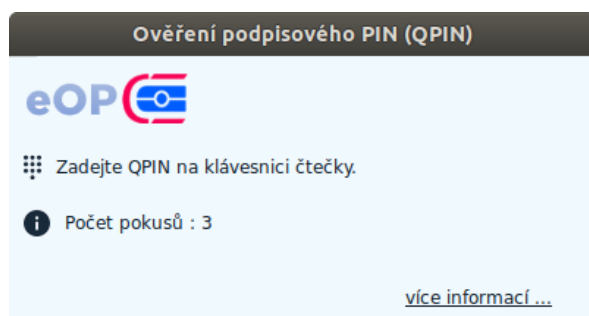 Ověření podpisového PIN (QPIN)
eOP
Zadejte QPIN na klávesnici čtečky.
Počet pokusů : 3
více informací ...